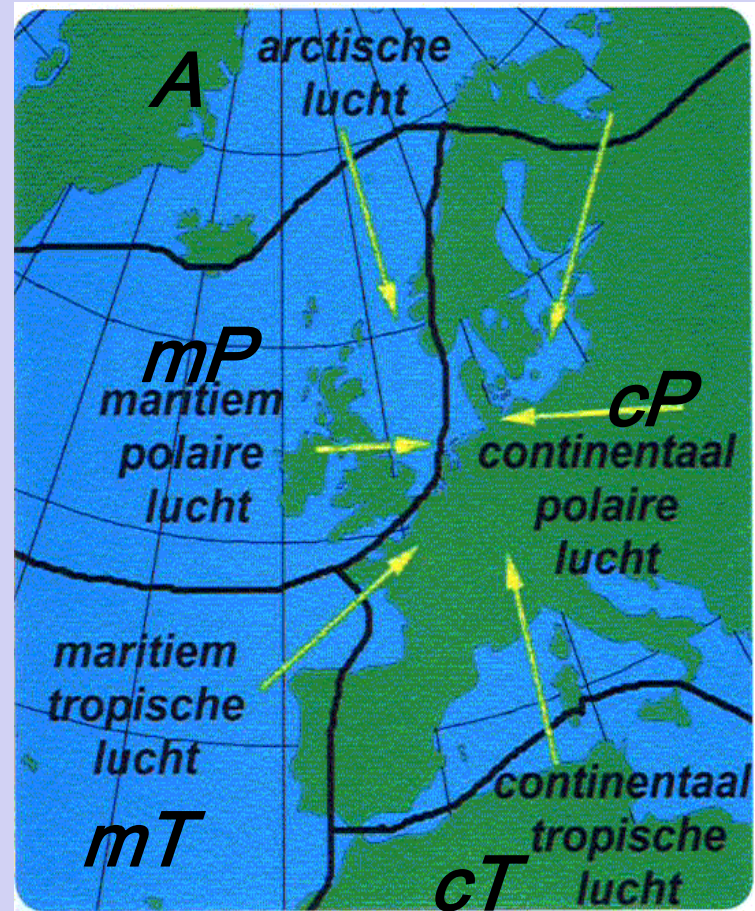 A
arctische
lucht
mP
maritiem
polaire
lucht
cP
continentaal
polaire
lucht
maritiem
tropische
lucht
mT
continentaal
tropische
lucht
cT